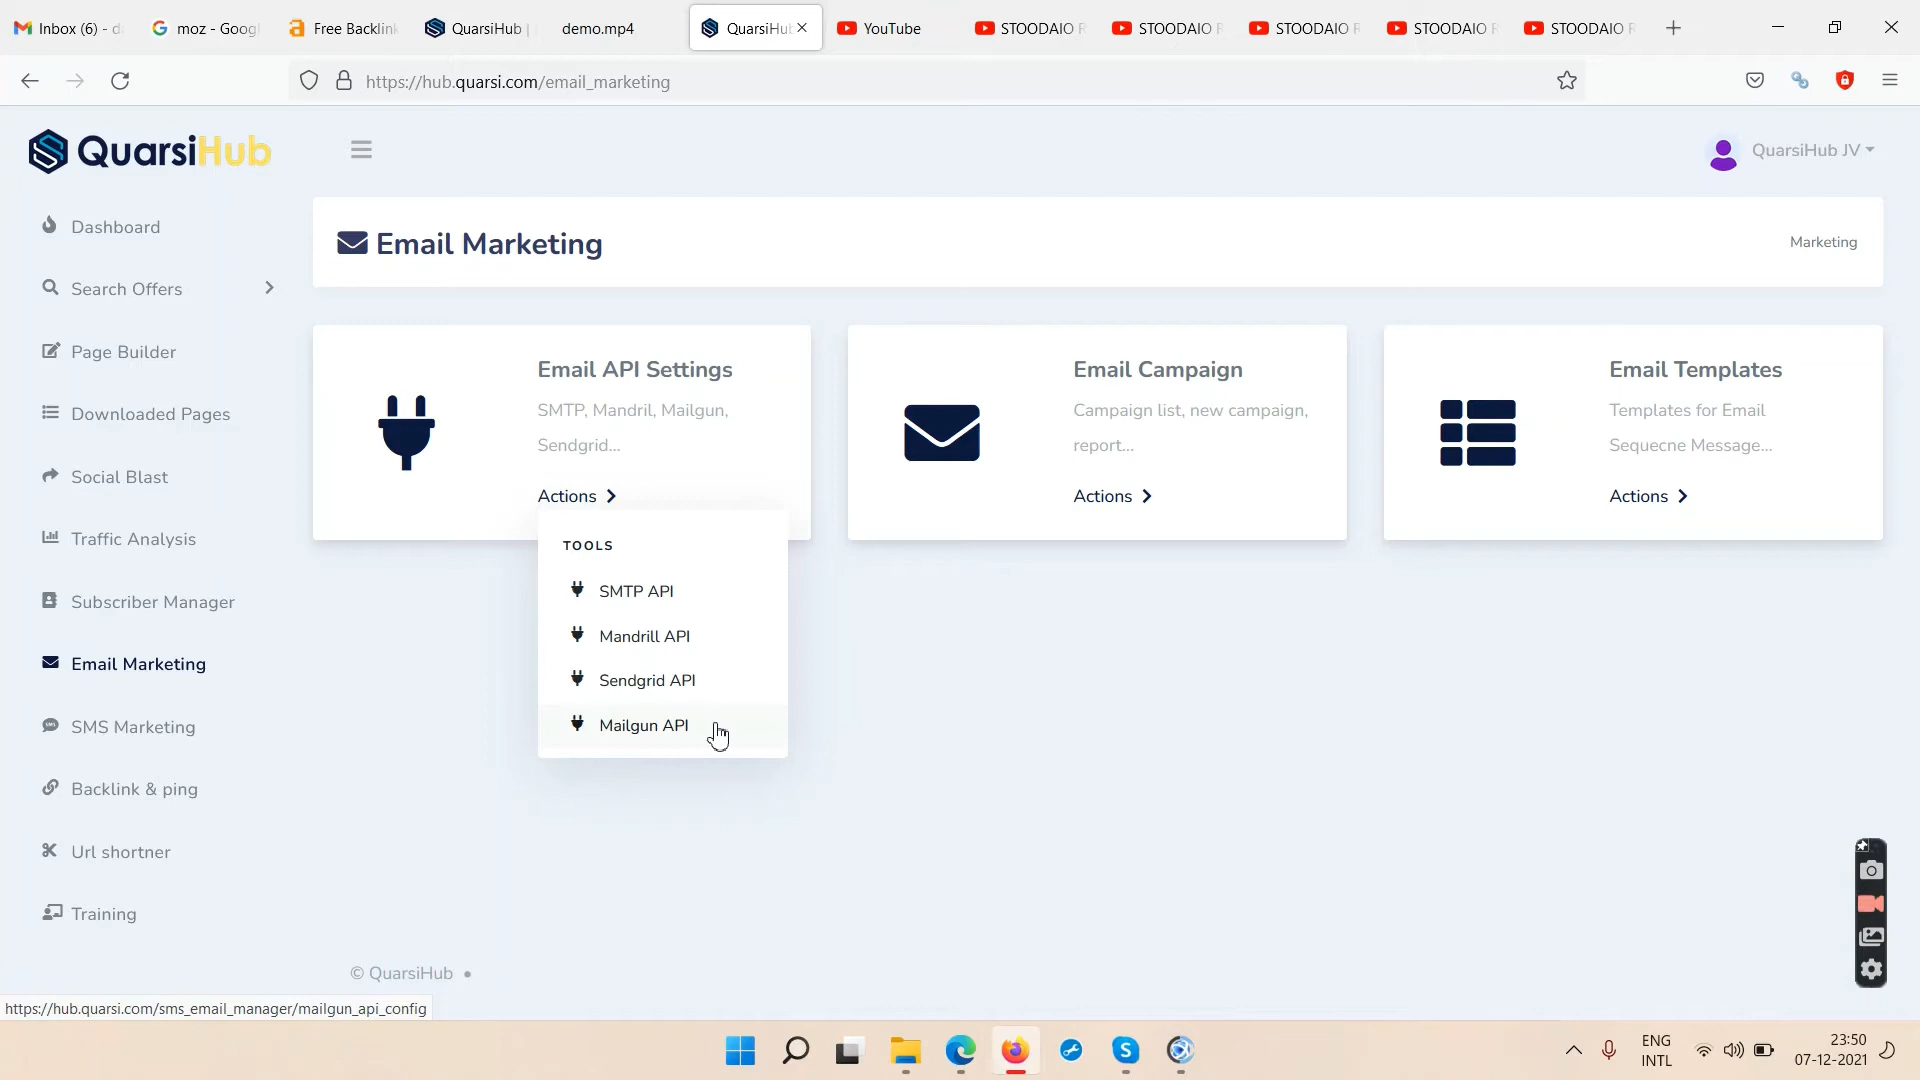 Inbox (6) - d
moz - Goog
Free Backlink
QuarsiHub |
demo.mp4
QuarsiHub
YouTube
STOODAIO R
STOODAIO R
STOODAIO R
STOODAIO R
STOODAIO R
https://hub.quarsi.com/email_marketing
QuarsiHub
QuarsiHub JV
Dashboard
Search Offers
Page Builder
Downloaded Pages
Social Blast
Traffic Analysis
Subscriber Manager
Email Marketing
SMS Marketing
Backlink & ping
Url shortner
Training
Email Marketing
Marketing
Email API Settings
SMTP, Mandril, Mailgun,
Sendgrid...
Actions
TOOLS
SMTP API
Mandrill API
Sendgrid API
Mailgun API
Email Campaign
Campaign list, new campaign,
report...
Actions
Email Templates
Templates for Email
Sequecne Message...
Actions
© QuarsiHub •
https://hub.quarsi.com/sms_email_manager/mailgun_api_config
ENG
INTL
23:50
07-12-2021